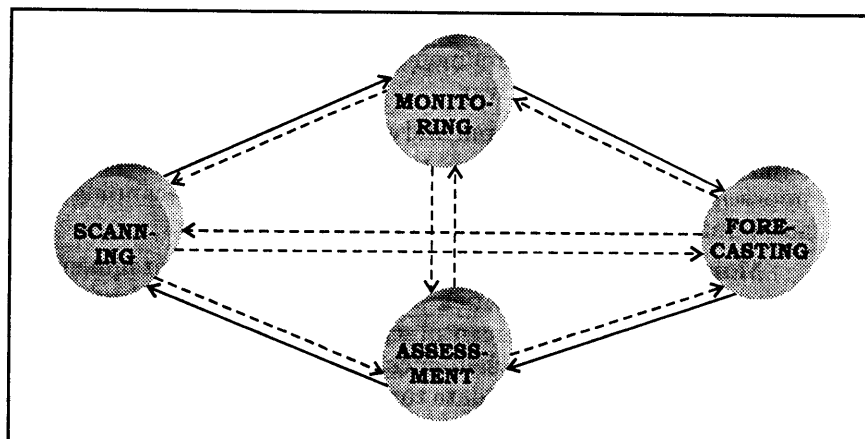 MONITO-
RING
SCANN-
ING
FORE-
CASTING
ASSESS-
MENT